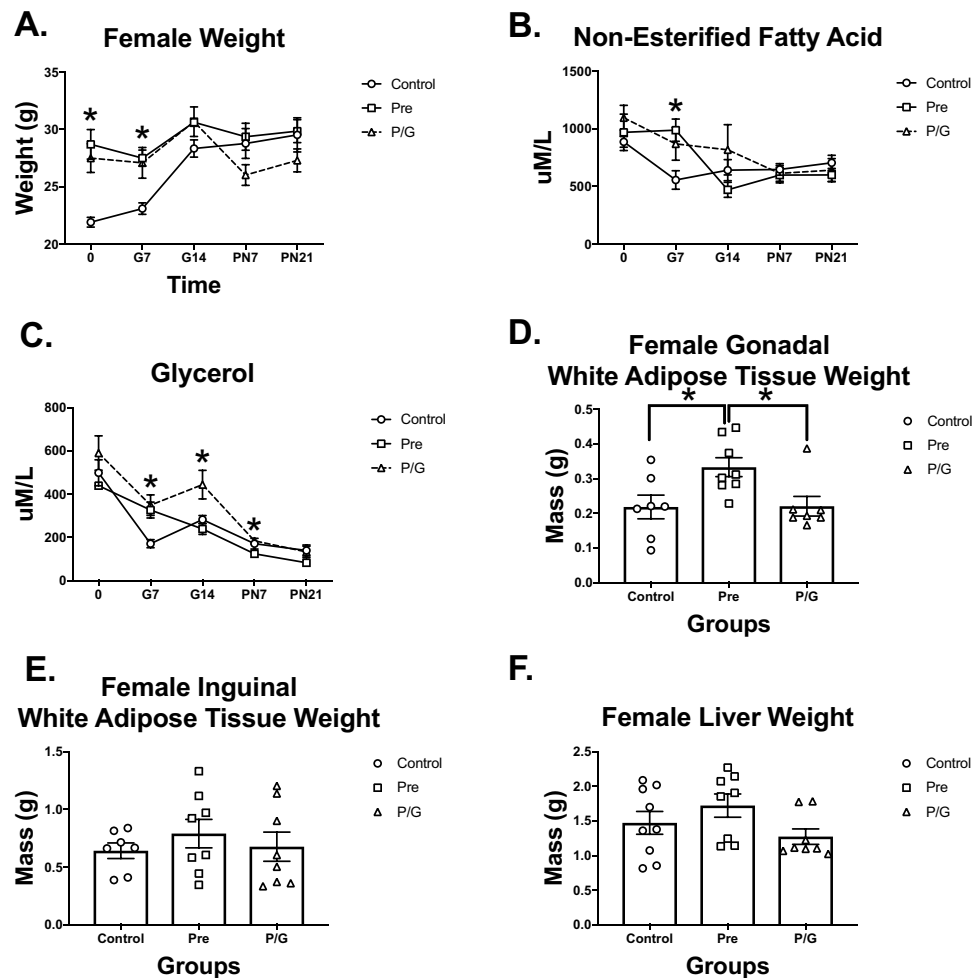 A.
Female Weight
Control
Pre
P/G
Weight (g)
35
30
25
20
*
*
0 G7 G14 PN7 PN21
Time
B.
Non-Esterified Fatty Acid
Control
Pre
P/G
uM/L
1500
1000
500
0
*
0 G7 G14 PN7 PN21
C.
Glycerol
Control
Pre
P/G
uM/L
800
600
400
200
0
*
*
*
0 G7 G14 PN7 PN21
D.
Female Gonadal
White Adipose Tissue Weight
Control
Pre
P/G
Mass (g)
0.5
0.4
0.3
0.2
0.1
0.0
*
*
Control Pre P/G
Groups
E.
Female Inguinal
White Adipose Tissue Weight
Control
Pre
P/G
Mass (g)
1.5
1.0
0.5
0.0
Control Pre P/G
Groups
F.
Female Liver Weight
Control
Pre
P/G
Mass (g)
2.5
2.0
1.5
1.0
0.5
0.0
Control Pre P/G
Groups